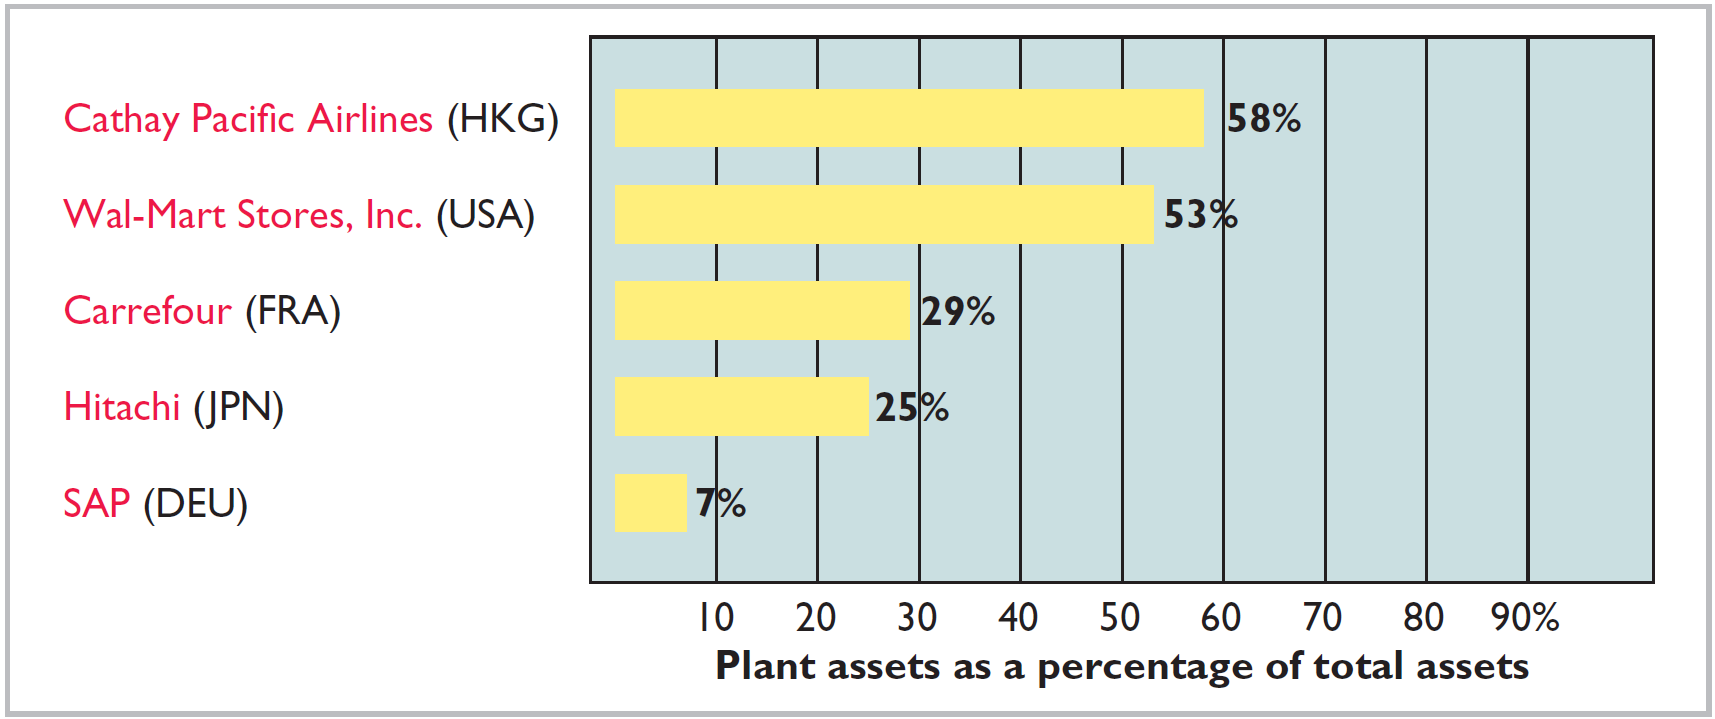 Cathay Pacific Airlines (HKG) 58%
Wal-Mart Stores, Inc. (USA) 53%
Carrefour (FRA) 29%
Hitachi (JPN) 25%
SAP (DEU) 7%
10 20 30 40 50 60 70 80 90%
Plant assets as a percentage of total assets